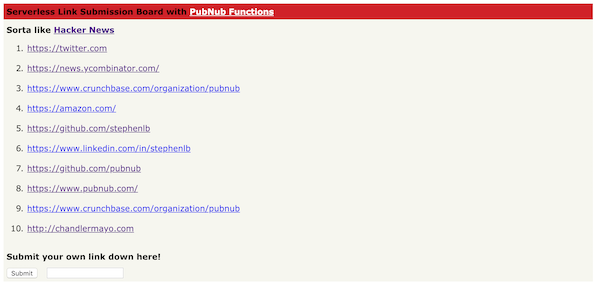 Serverless Link Submission Board with PubNub Functions
Sorta like Hacker News
1. https://twitter.com
2. https://news.ycombinator.com/
3. https://www.crunchbase.com/organization/pubnub
4. https://amazon.com/
5. https://github.com/stephenlb
6. https://www.linkedin.com/in/stephenlb
7. https://github.com/pubnub
8. https://www.pubnub.com/
9. https://www.crunchbase.com/organization/pubnub
10. http://chandlermayo.com
Submit your own link down here!
Submit